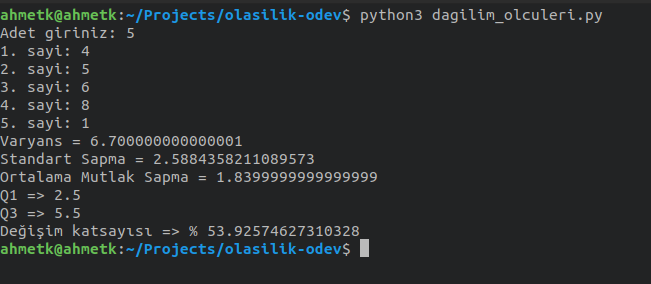 ahmetk@ahmetk:~/Projects/olasilik-odev$ python3 dagilim_olculeri.py
Adet giriniz: 5
1. sayi: 4
2. sayi: 5
3. sayi: 6
4. sayi: 8
5. sayi: 1
Varyans = 6.700000000000001
Standart Sapma = 2.5884358211089573
Ortalama Mutlak Sapma = 1.8399999999999999
Q1 => 2.5
Q3 => 5.5
Değişim katsayısı => % 53.92574627310328
ahmetk@ahmetk:~/Projects/olasilik-odev$